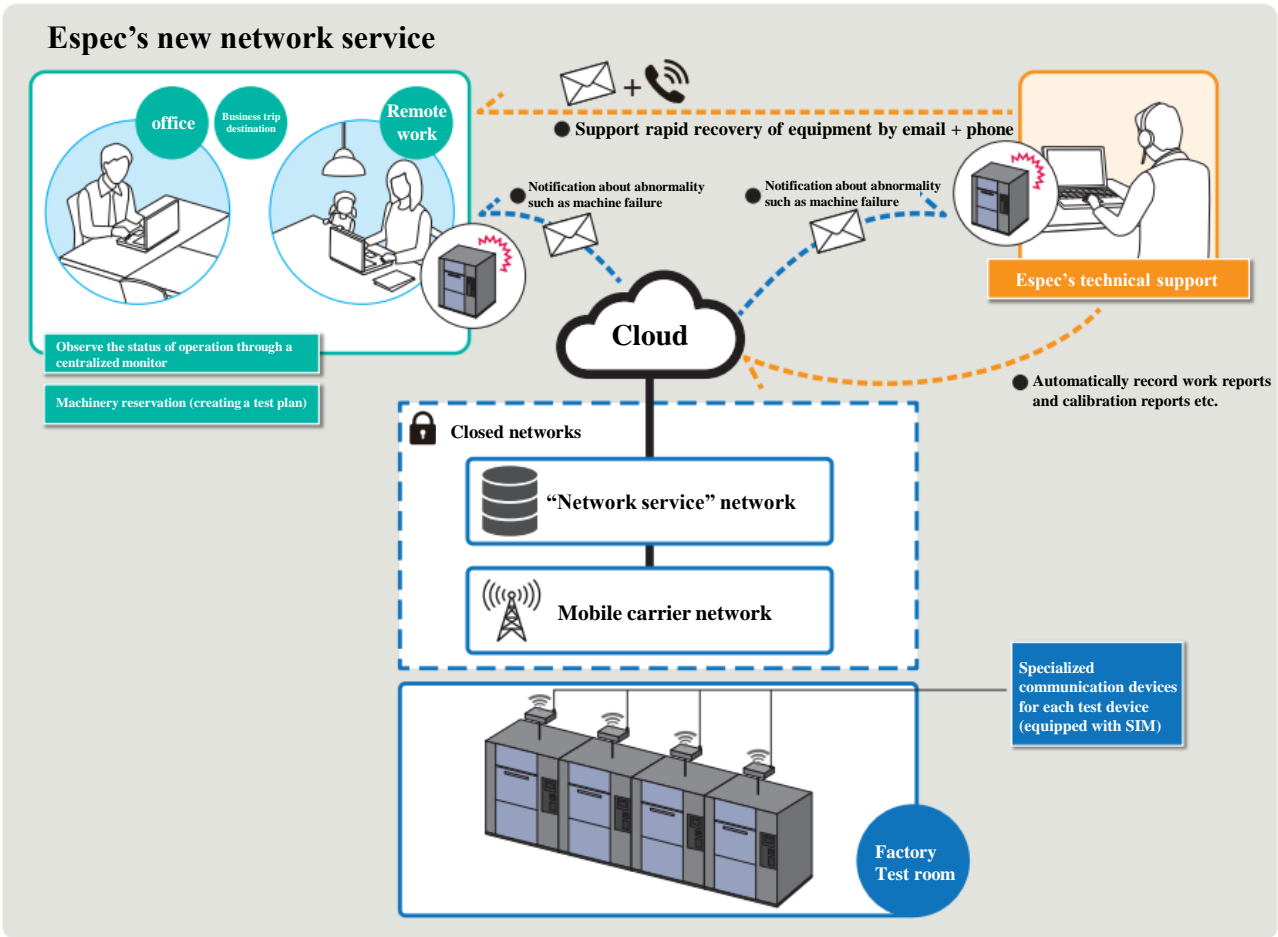 Espec's new network service
office
Business trip
destination
Remote
work
● Support rapid recovery of equipment by email + phone
● Notification about abnormality
such as machine failure
● Notification about abnormality
such as machine failure
Espec's technical support
Cloud
Observe the status of operation through a
centralized monitor
Machinery reservation (creating a test plan)
● Automatically record work reports
and calibration reports etc.
Closed networks
“Network service” network
Mobile carrier network
Specialized
communication devices
for each test device
(equipped with SIM)
Factory
Test room